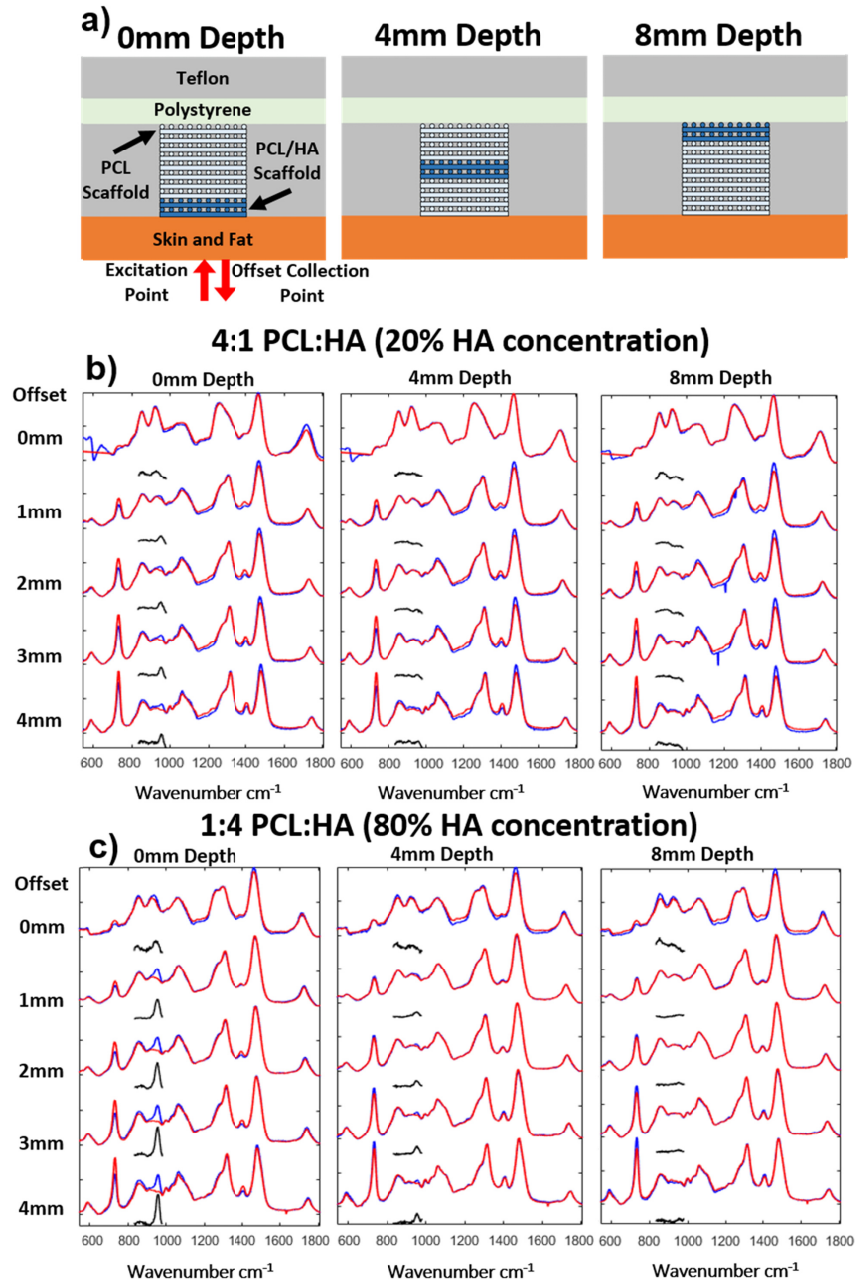 a)
0mm Depth 4mm Depth 8mm Depth
Teflon
Polystyrene
PCL
Scaffold
PCL/HA
Scaffold
Skin and Fat
Excitation
Point
Offset Collection
Point
4:1 PCL:HA (20% HA concentration)
b)
0mm Depth 4mm Depth 8mm Depth
Offset
0mm
1mm
2mm
3mm
4mm
600 800 1000 1200 1400 1600 1800 600 800 1000 1200 1400 1600 1800 600 800 1000 1200 1400 1600 1800
Wavenumber cm⁻¹ Wavenumber cm⁻¹ Wavenumber cm⁻¹
1:4 PCL:HA (80% HA concentration)
c)
0mm Depth 4mm Depth 8mm Depth
Offset
0mm
1mm
2mm
3mm
4mm
600 800 1000 1200 1400 1600 1800 600 800 1000 1200 1400 1600 1800 600 800 1000 1200 1400 1600 1800
Wavenumber cm⁻¹ Wavenumber cm⁻¹ Wavenumber cm⁻¹